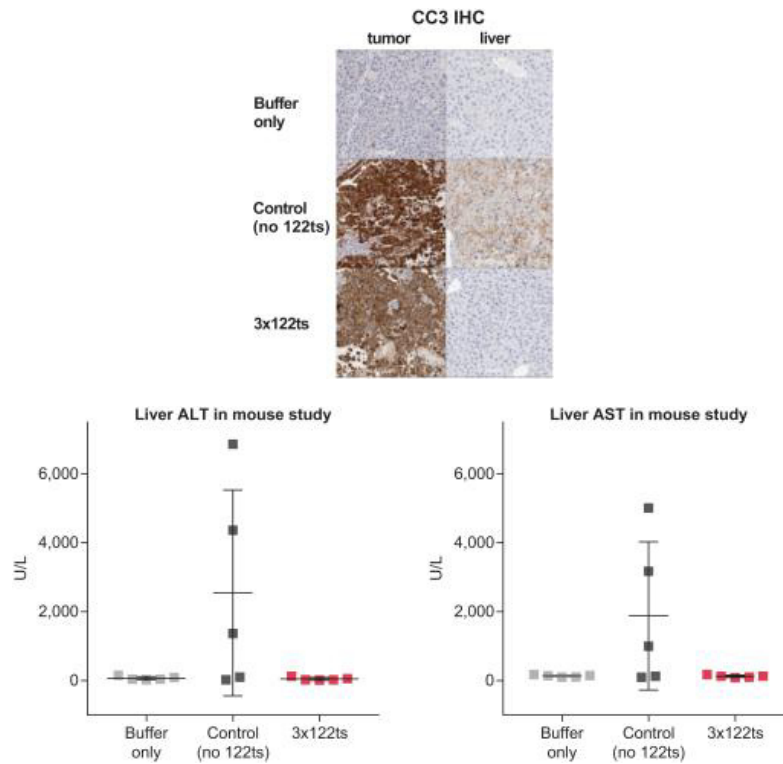 CC3 IHC
tumor liver
Buffer
only
Control
(no 122ts)
3x122ts
Liver ALT in mouse study
6,000
4,000
2,000
0
U/L
Buffer
only
Control
(no 122ts)
3x122ts
Liver AST in mouse study
6,000
4,000
2,000
0
U/L
Buffer
only
Control
(no 122ts)
3x122ts